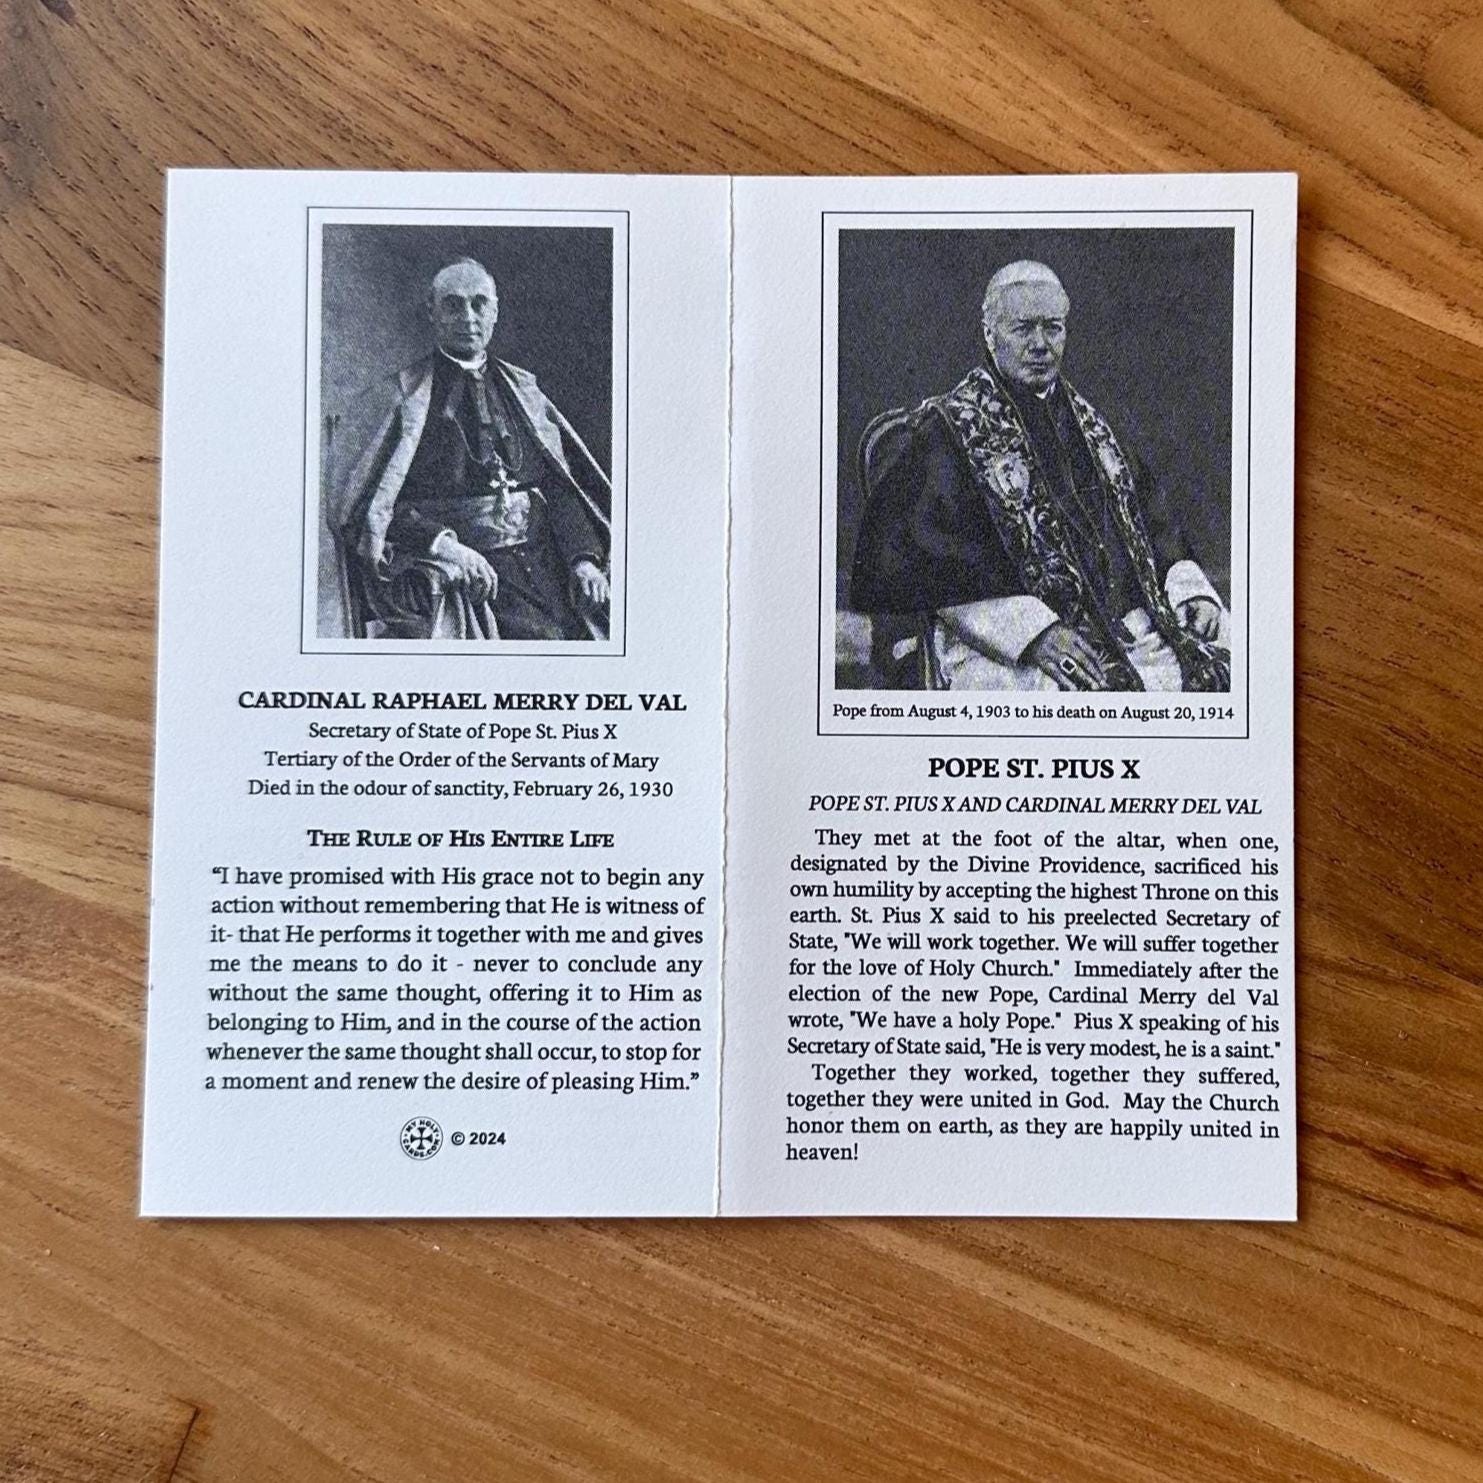 CARDINAL RAPHAEL MERRY DEL VAL
Secretary of State of Pope St. Pius X
Tertiary of the Order of the Servants of Mary
Died in the odour of sanctity, February 26, 1930
THE RULE OF HIS ENTIRE LIFE
“I have promised with His grace not to begin any
action without remembering that He is witness of
it- that He performs it together with me and gives
me the means to do it - never to conclude any
without the same thought, offering it to Him as
belonging to Him, and in the course of the action
whenever the same thought shall occur, to stop for
a moment and renew the desire of pleasing Him.”
MY HOLY
CARDS.COM
© 2024
Pope from August 4, 1903 to his death on August 20, 1914
POPE ST. PIUS X
POPE ST. PIUS X AND CARDINAL MERRY DEL VAL
They met at the foot of the altar, when one,
designated by the Divine Providence, sacrificed his
own humility by accepting the highest Throne on this
earth. St. Pius X said to his preelected Secretary of
State, "We will work together. We will suffer together
for the love of Holy Church." Immediately after the
election of the new Pope, Cardinal Merry del Val
wrote, "We have a holy Pope." Pius X speaking of his
Secretary of State said, "He is very modest, he is a saint."
Together they worked, together they suffered,
together they were united in God. May the Church
honor them on earth, as they are happily united in
heaven!